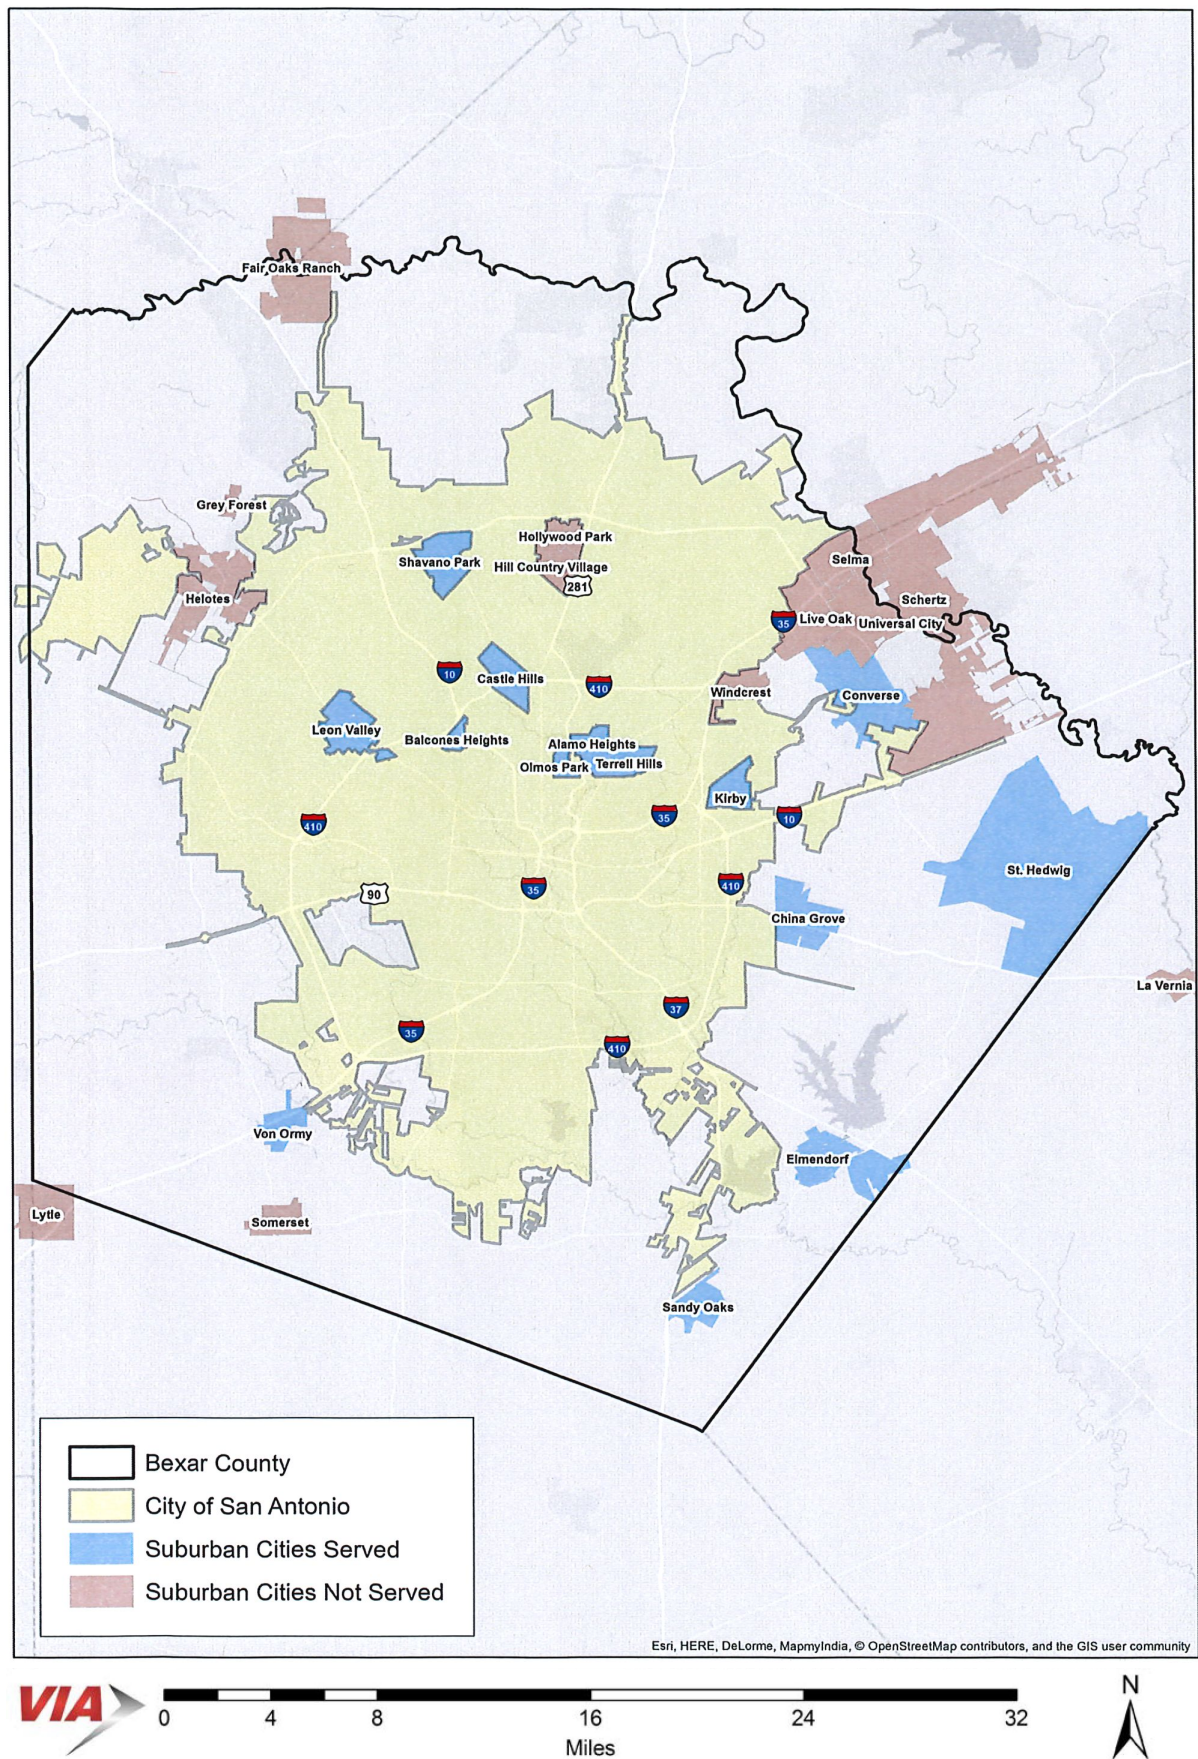 Fair Oaks Ranch
Grey Forest
Hollywood Park
Shavano Park
Hill Country Village
281
Selma
Helotes
Schertz
35
Live Oak
Universal City
10
Castle Hills
410
Windcrest
Converse
Leon Valley
Balcones Heights
Alamo Heights
Olmos Park
Terrell Hills
Kirby
410
35
10
St. Hedwig
90
35
410
China Grove
La Vernia
37
35
410
Von Ormy
Elmendorf
Lytle
Somerset
Sandy Oaks
Bexar County
City of San Antonio
Suburban Cities Served
Suburban Cities Not Served
Esri, HERE, DeLorme, MapmyIndia, © OpenStreetMap contributors, and the GIS user community
VIA
0 4 8 16 24 32
Miles
N